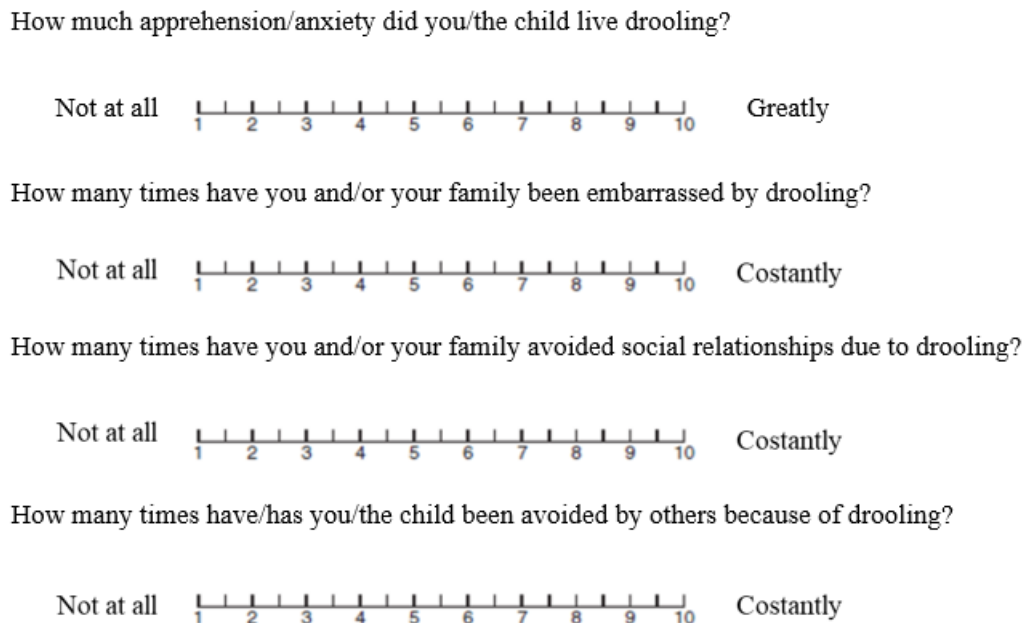 How much apprehension/anxiety did you/the child live drooling?
Not at all 1 2 3 4 5 6 7 8 9 10 Greatly
How many times have you and/or your family been embarrassed by drooling?
Not at all 1 2 3 4 5 6 7 8 9 10 Costantly
How many times have you and/or your family avoided social relationships due to drooling?
Not at all 1 2 3 4 5 6 7 8 9 10 Costantly
How many times have/has you/the child been avoided by others because of drooling?
Not at all 1 2 3 4 5 6 7 8 9 10 Costantly